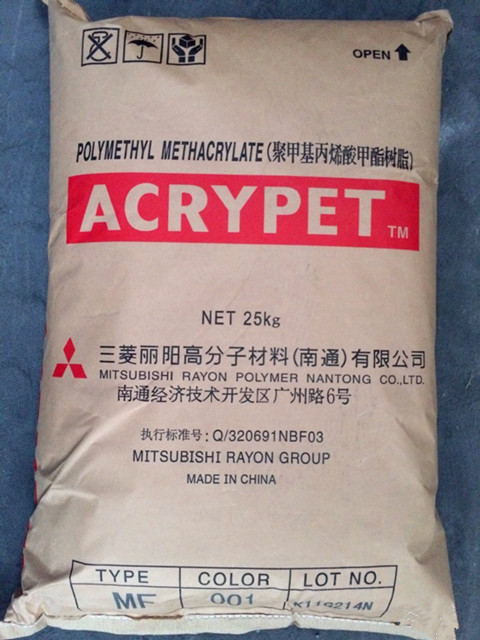 OPEN
POLYMETHYL METHACRYLATE(聚甲基丙烯酸甲酯树脂)
ACRYPET TM
NET 25kg
三菱丽阳高分子材料(南通)有限公司
MITSUBISHI RAYON POLYMER NANTONG CO.,LTD.
南通经济技术开发区广州路6号
执行标准号:Q/320691NBF03
MITSUBISHI RAYON GROUP
MADE IN CHINA
TYPE COLOR LOT NO.
MF 001 K11G214N